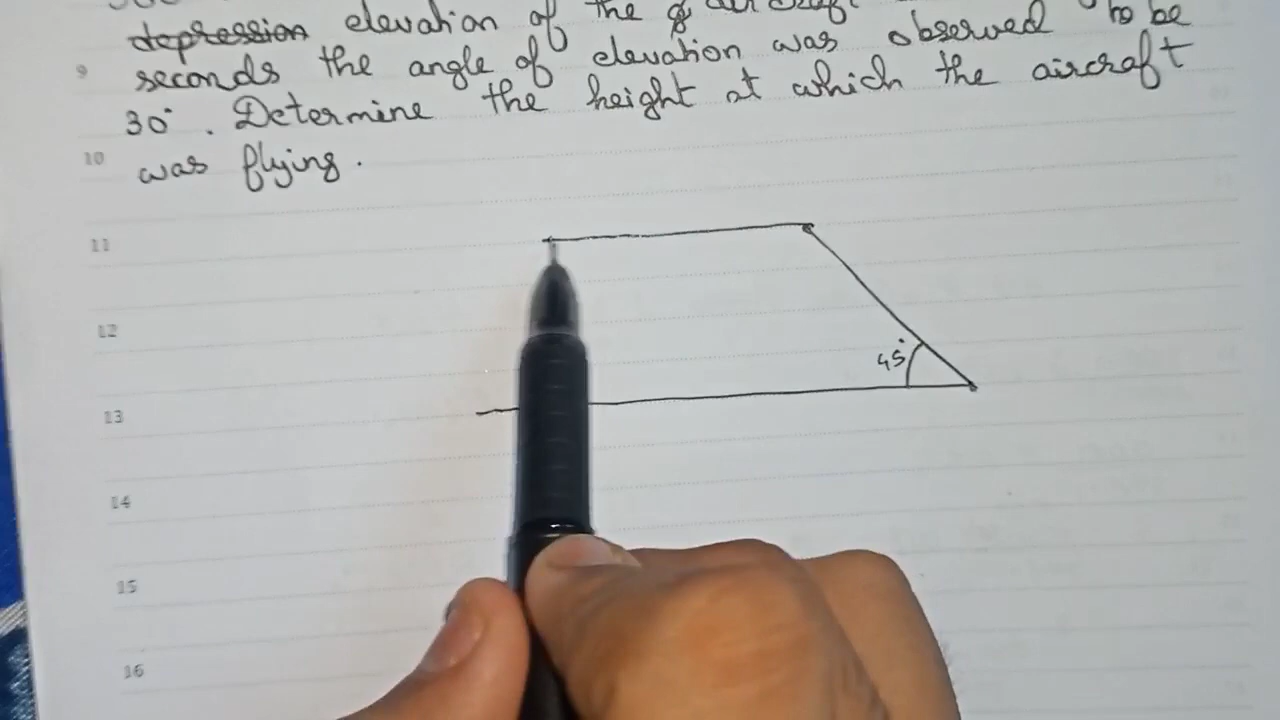 depression elevation of the aircraft
9 seconds the angle of elevation was observed to be
30°. Determine the height at which the aircraft
10 was flying.
11
45°
12
13
14
15
16